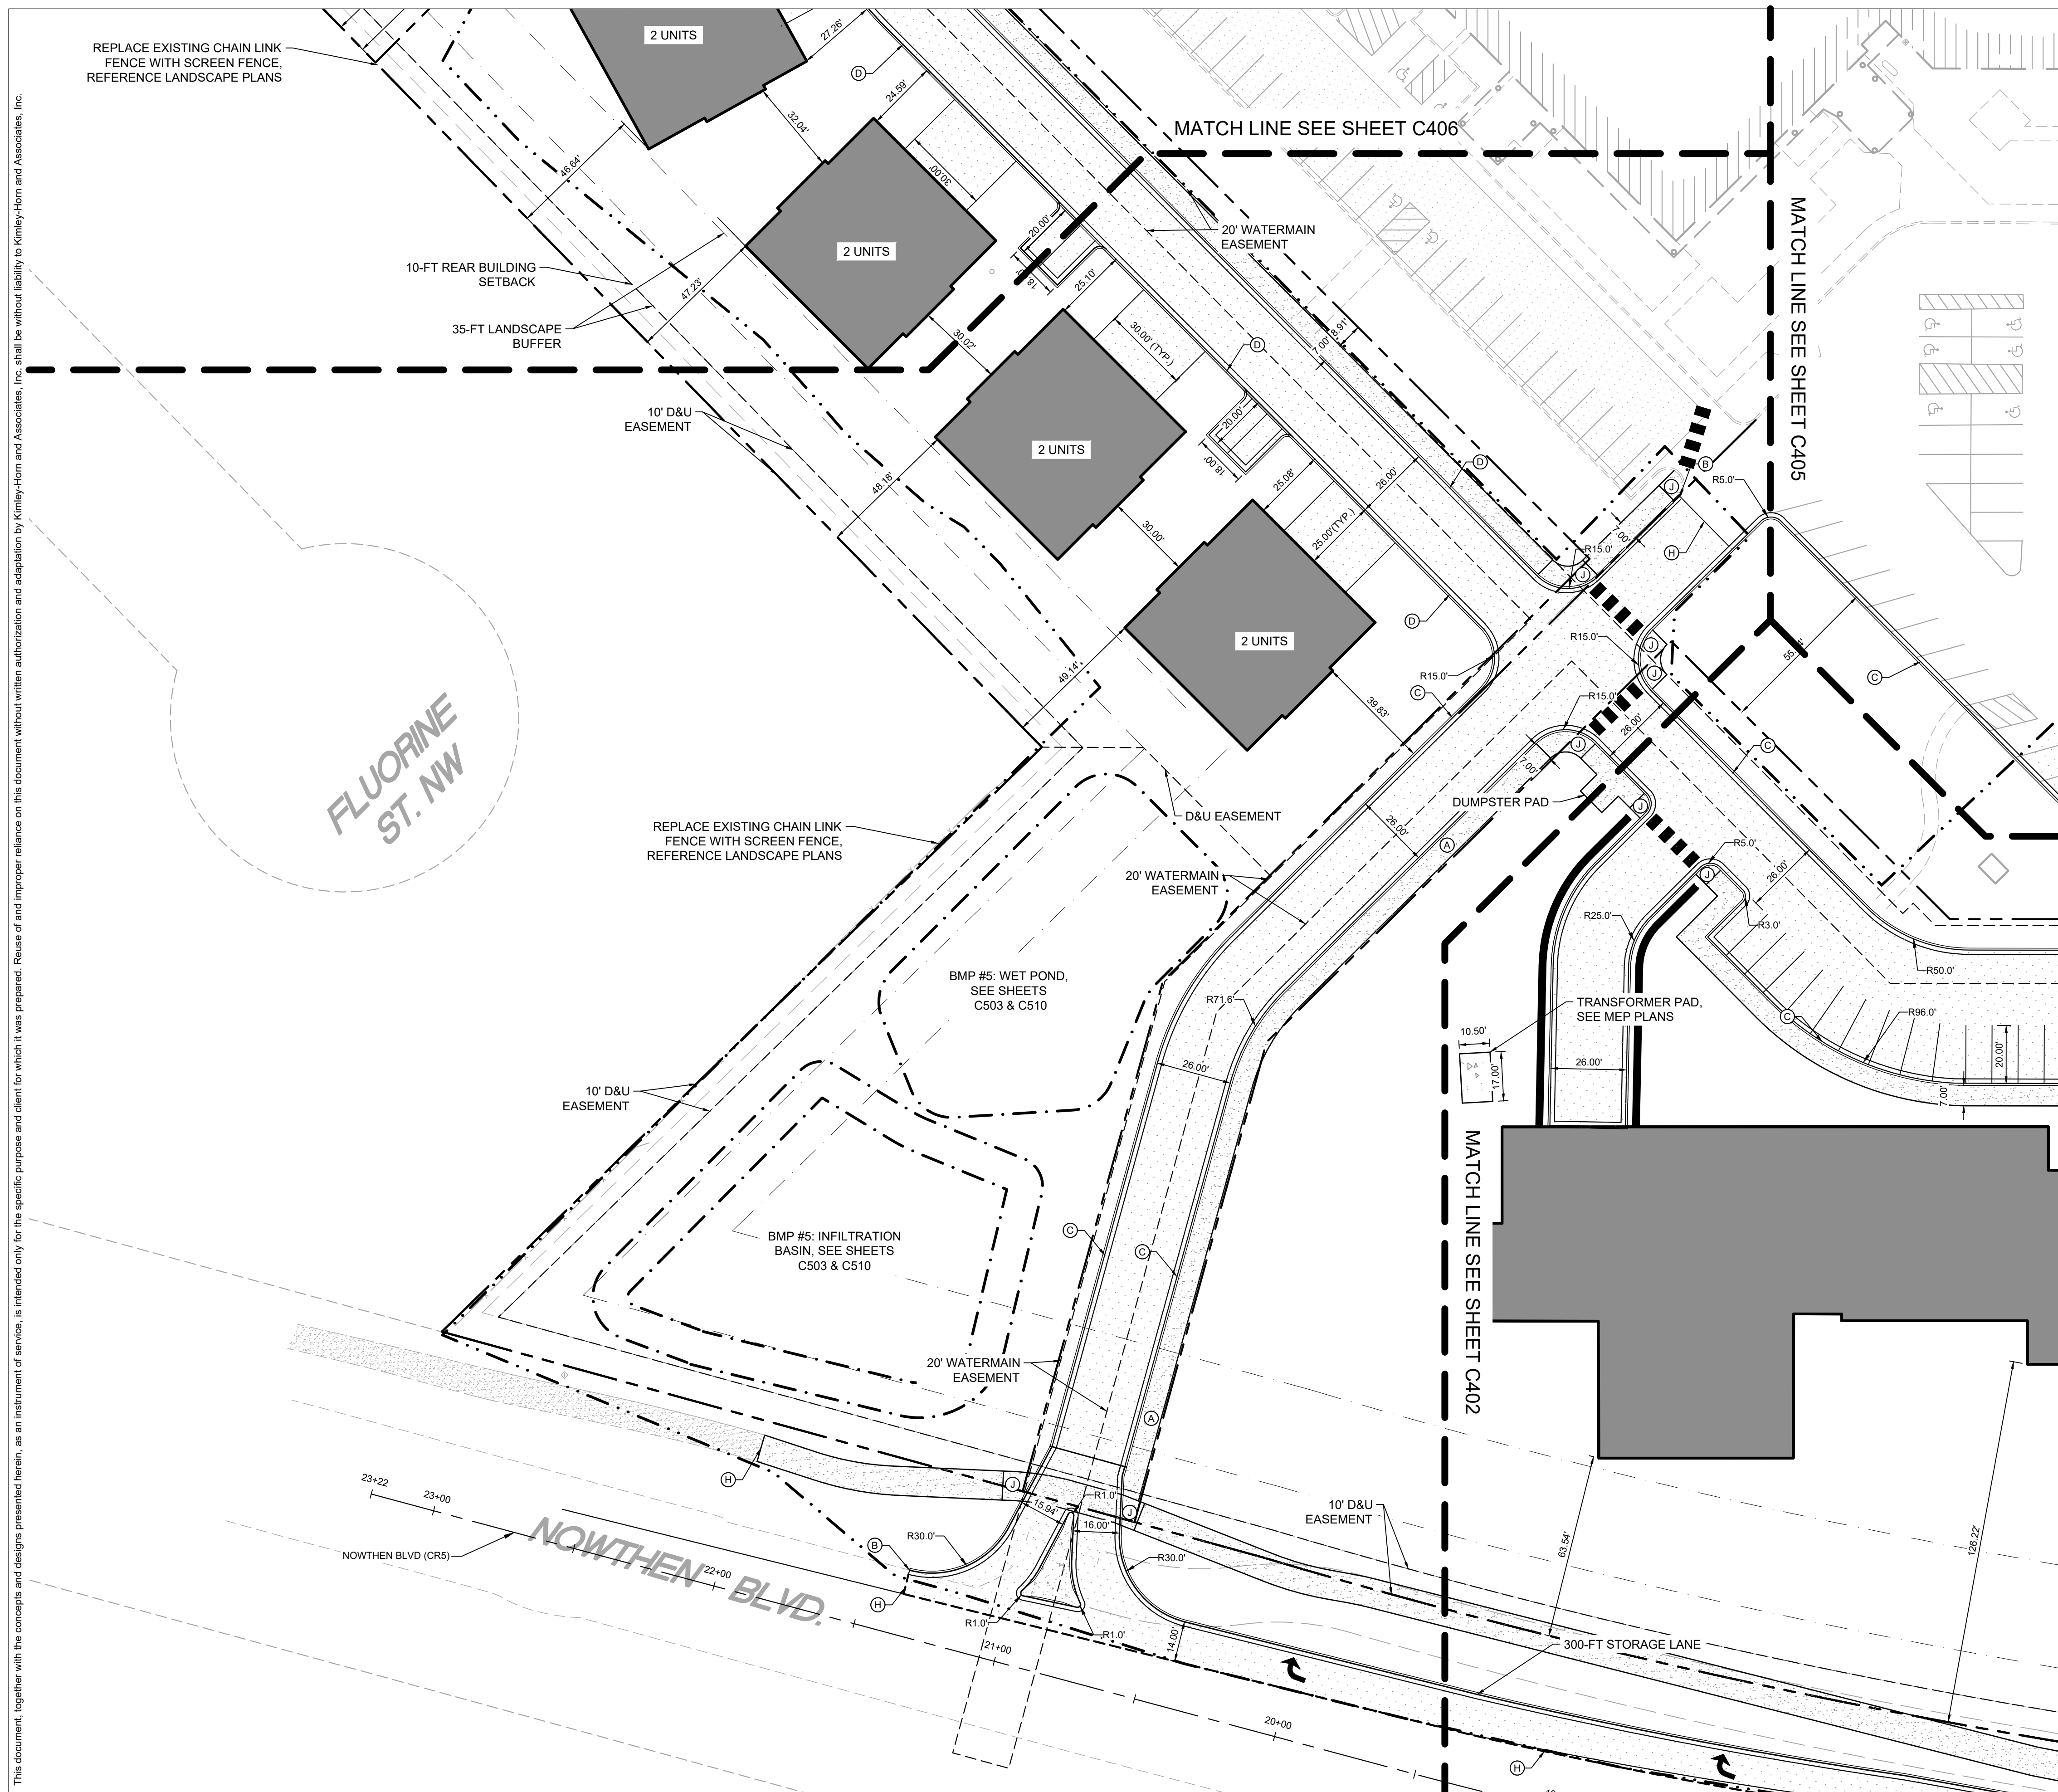 This document, together with the concepts and designs presented herein, as an instrument of service, is intended only for the specific purpose and client for which it was prepared. Reuse of and improper reliance on this document without written authorization and adaptation by Kimley-Horn and Associates, Inc. shall be without liability to Kimley-Horn and Associates, Inc.
REPLACE EXISTING CHAIN LINK
FENCE WITH SCREEN FENCE,
REFERENCE LANDSCAPE PLANS
2 UNITS
27.26'
D
24.59'
32.04'
46.64'
30.00'
MATCH LINE SEE SHEET C406
MATCH LINE SEE SHEET C405
20' WATERMAIN
EASEMENT
20.00'
2 UNITS
10-FT REAR BUILDING
SETBACK
47.23'
25.10'
35-FT LANDSCAPE
BUFFER
30.02'
30.00' (TYP.)
D
7.00'
8.91'
10' D&U
EASEMENT
20.00'
18.00'
2 UNITS
48.18'
25.08'
26.00'
D
B
J
R5.0'
30.00'
25.00'(TYP.)
7.00'
H
R15.0'
J
D
2 UNITS
R15.0'
J
J
49.14'
R15.0'
C
C
R15.0'
39.83'
26.00'
J
C
7.00'
FLUORINE
ST. NW
DUMPSTER PAD
J
D&U EASEMENT
REPLACE EXISTING CHAIN LINK
FENCE WITH SCREEN FENCE,
REFERENCE LANDSCAPE PLANS
26.00'
A
R5.0'
J
26.00'
20' WATERMAIN
EASEMENT
R25.0'
R3.0'
BMP #5: WET POND,
SEE SHEETS
C503 & C510
R50.0'
R71.6'
TRANSFORMER PAD,
SEE MEP PLANS
C
R96.0'
10.50'
17.00'
20.00'
26.00'
26.00'
7.00'
10' D&U
EASEMENT
MATCH LINE SEE SHEET C402
BMP #5: INFILTRATION
BASIN, SEE SHEETS
C503 & C510
C
C
20' WATERMAIN
EASEMENT
A
H
J
23+22
23+00
15.94'
R1.0'
J
16.00'
10' D&U
EASEMENT
63.54'
126.22'
NOWTHEN BLVD (CR5)
NOWTHEN BLVD.
R30.0'
B
22+00
R30.0'
H
R1.0'
R1.0'
21+00
14.00'
300-FT STORAGE LANE
20+00
H